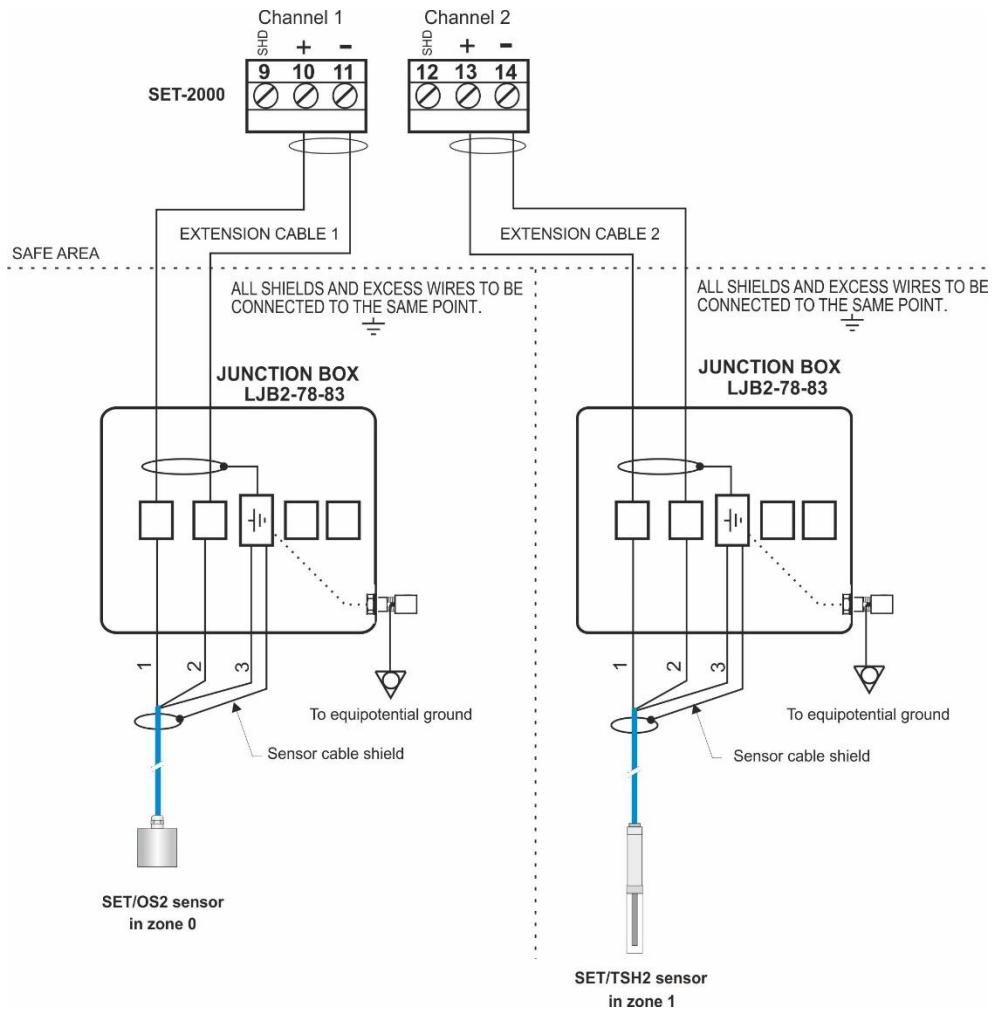 Channel 1
Channel 2
SHD + -
SHD + -
9 10 11
12 13 14
SET-2000
EXTENSION CABLE 1
EXTENSION CABLE 2
SAFE AREA
ALL SHIELDS AND EXCESS WIRES TO BE
CONNECTED TO THE SAME POINT.
ALL SHIELDS AND EXCESS WIRES TO BE
CONNECTED TO THE SAME POINT.
JUNCTION BOX
LJB2-78-83
JUNCTION BOX
LJB2-78-83
1 2 3
1 2 3
To equipotential ground
To equipotential ground
Sensor cable shield
Sensor cable shield
SET/OS2 sensor
in zone 0
SET/TSH2 sensor
in zone 1